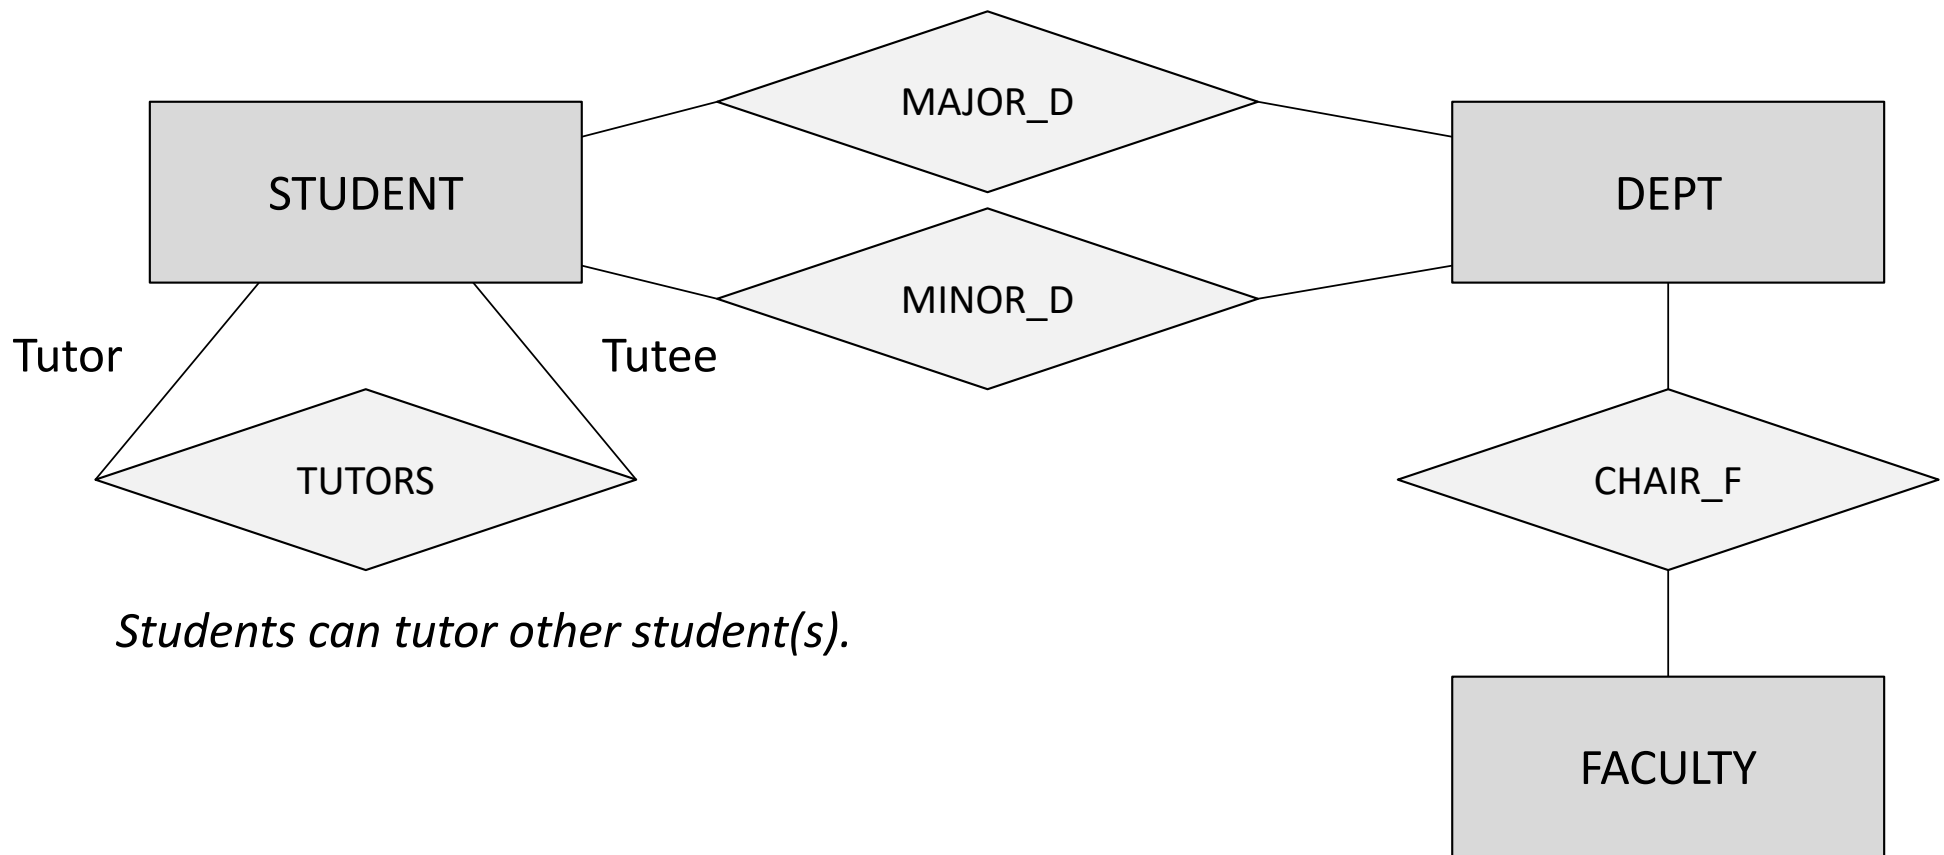 MAJOR_D
STUDENT
DEPT
MINOR_D
Tutor
Tutee
TUTORS
CHAIR_F
Students can tutor other student(s).
FACULTY